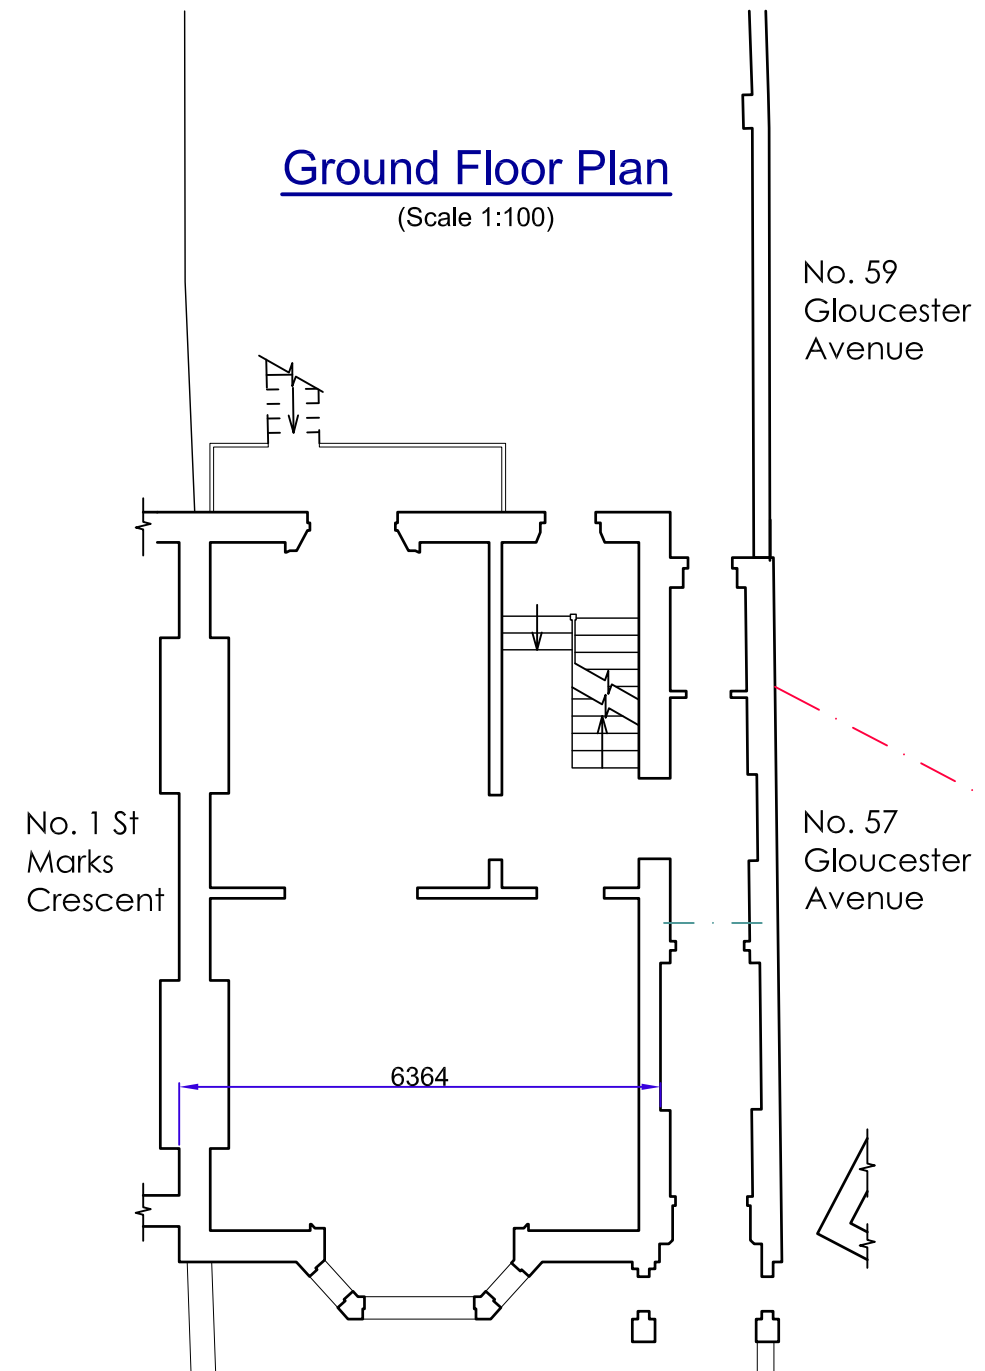 Ground Floor Plan
(Scale 1:100)
No. 59
Gloucester
Avenue
No. 1 St
Marks
Crescent
No. 57
Gloucester
Avenue
6364